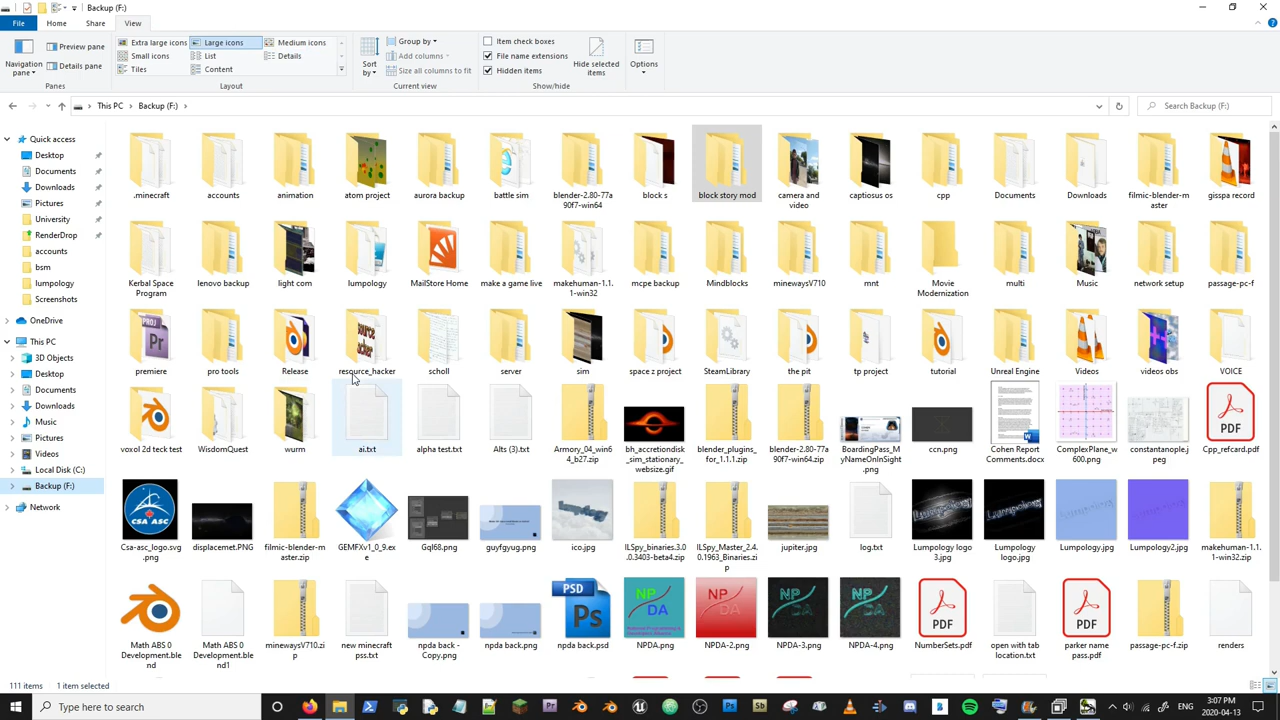 Backup (F:)
File Home Share View
Navigation pane
Preview pane
Details pane
Panes
Extra large icons Large icons Medium icons
Small icons List Details
Tiles Content
Layout
Sort by
Group by
Add columns
Size all columns to fit
Current view
Item check boxes
File name extensions
Hidden items
Hide selected items
Show/hide
Options
This PC Backup (F:)
Search Backup (F:)
Quick access
Desktop
Documents
Downloads
Pictures
University
RenderDrop
accounts
bsm
lumpology
Screenshots
OneDrive
This PC
3D Objects
Desktop
Documents
Downloads
Music
Pictures
Videos
Local Disk (C:)
Backup (F:)
Network
.minecraft accounts animation atom project aurora backup battle sim blender-2.80-77a90f7-win64 block s block story mod camera and video captiosus os cpp Documents Downloads filmic-blender-master gisspa record
Kerbal Space Program lenovo backup light com lumpology MailStore Home make a game live makehuman-1.1.1-win32 mcpe backup Mindblocks minewaysV710 mnt Movie Modernization multi Music network setup passage-pc-f
premiere pro tools Release resource_hacker scholl server sim space z project SteamLibrary the pit tp project tutorial Unreal Engine Videos videos obs VOICE
voxol 2d teck test WisdomQuest wurm ai.txt alpha test.txt Alts (3).txt Armory_04_win64_b27.zip bh_accretiondisk_sim_stationary_websize.gif blender_plugins_for_1.1.1.zip blender-2.80-77a90f7-win64.zip BoardingPass_MyNameOnInSight.png ccn.png Cohen Report Comments.docx ComplexPlane_w600.png constantanople.jpeg Cpp_refcard.pdf
Csa-asc_logo.svg.png displacemet.PNG filmic-blender-master.zip GEMFXv1_0_9.exe Gql68.png guyfgyug.png ico.jpg ILSpy_binaries.3.0.0.3403-beta4.zip ILSpy_Master_2.4.0.1963_Binaries.zip jupiter.jpg log.txt Lumpology logo 3.jpg Lumpology logo.jpg Lumpology.jpg Lumpology2.jpg makehuman-1.1.1-win32.zip
Math ABS 0 Development.blend Math ABS 0 Development.blend1 minewaysV710.zip new minecraft pss.txt npda back - Copy.png npda back.png npda back.psd NPDA.png NPDA-2.png NPDA-3.png NPDA-4.png NumberSets.pdf open with tab location.txt parker name pass.pdf passage-pc-f.zip renders
111 items 1 item selected
Type here to search
ENG
3:07 PM
2020-04-13